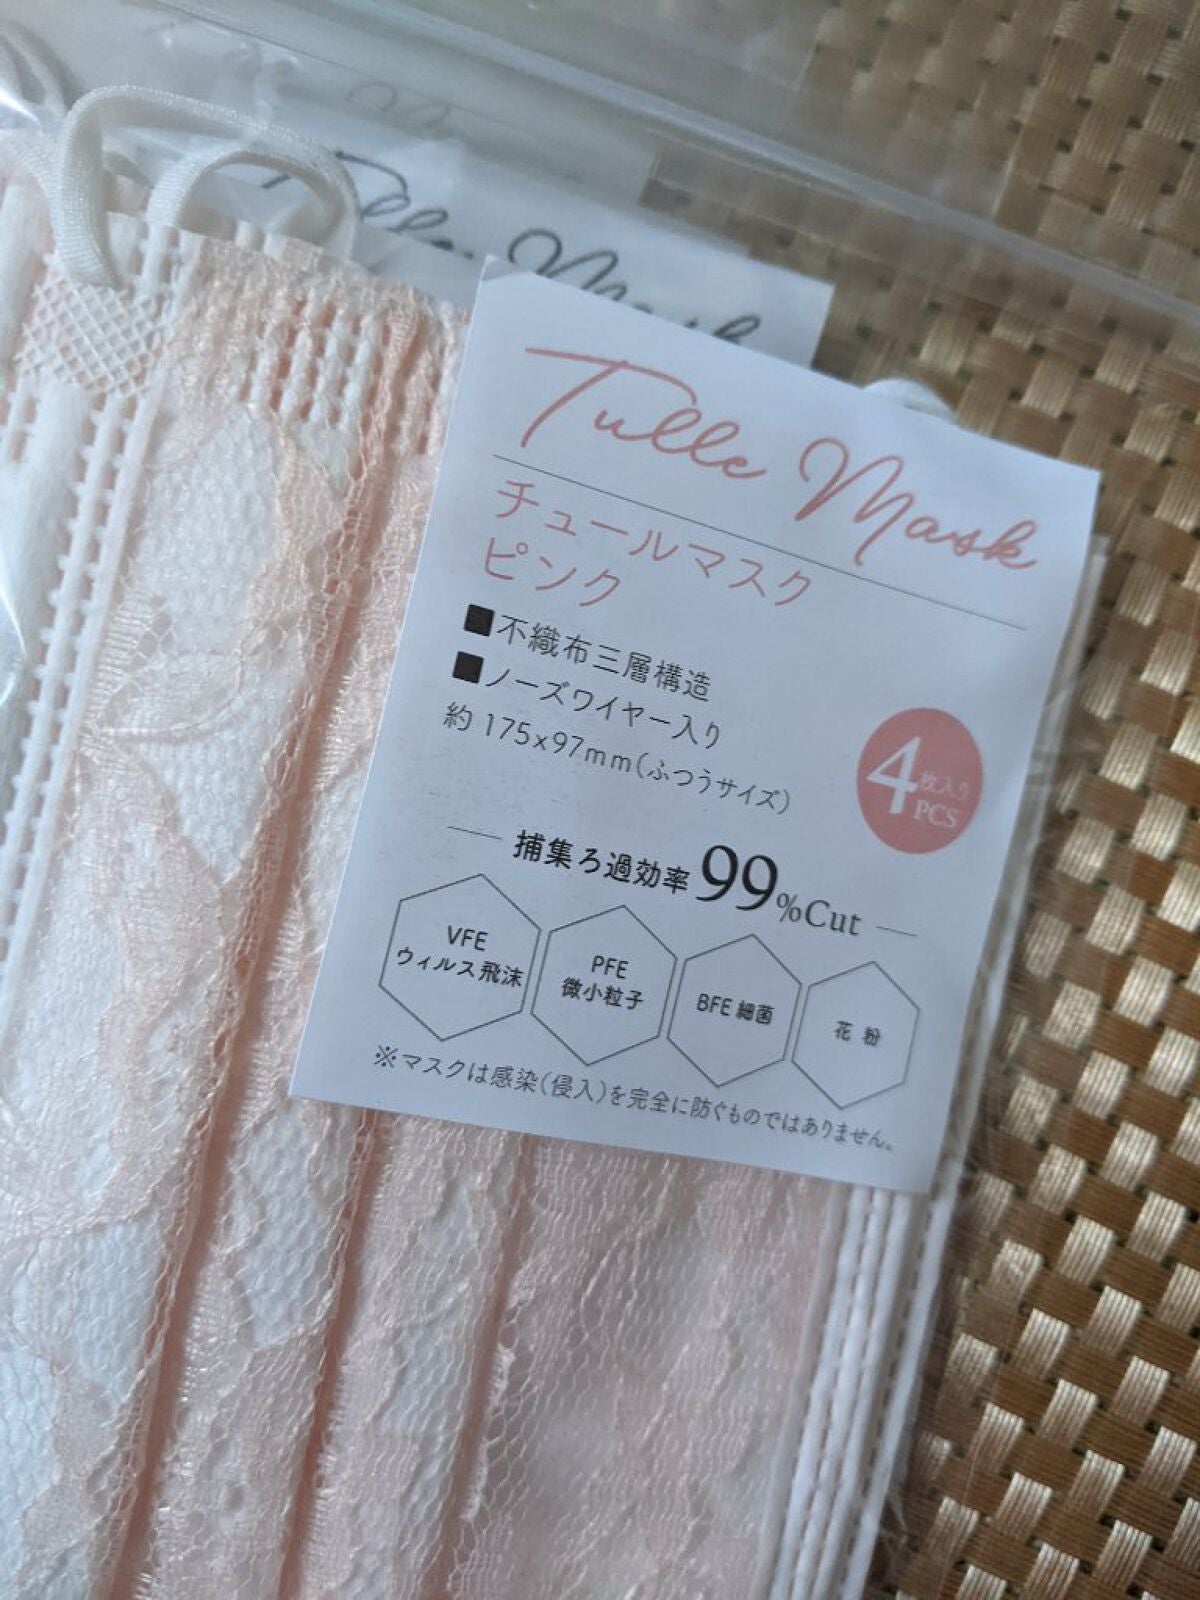 Tulle Mask
Tulle Mask
チュールマスク
ピンク
■不織布三層構造
■ノーズワイヤー入り
約 175x97mm(ふつうサイズ)
4枚入り
PCS
捕集ろ過効率99%Cut
VFE
ウィルス飛沫
PFE
微小粒子
BFE 細菌
花 粉
※マスクは感染(侵入)を完全に防ぐものではありません。